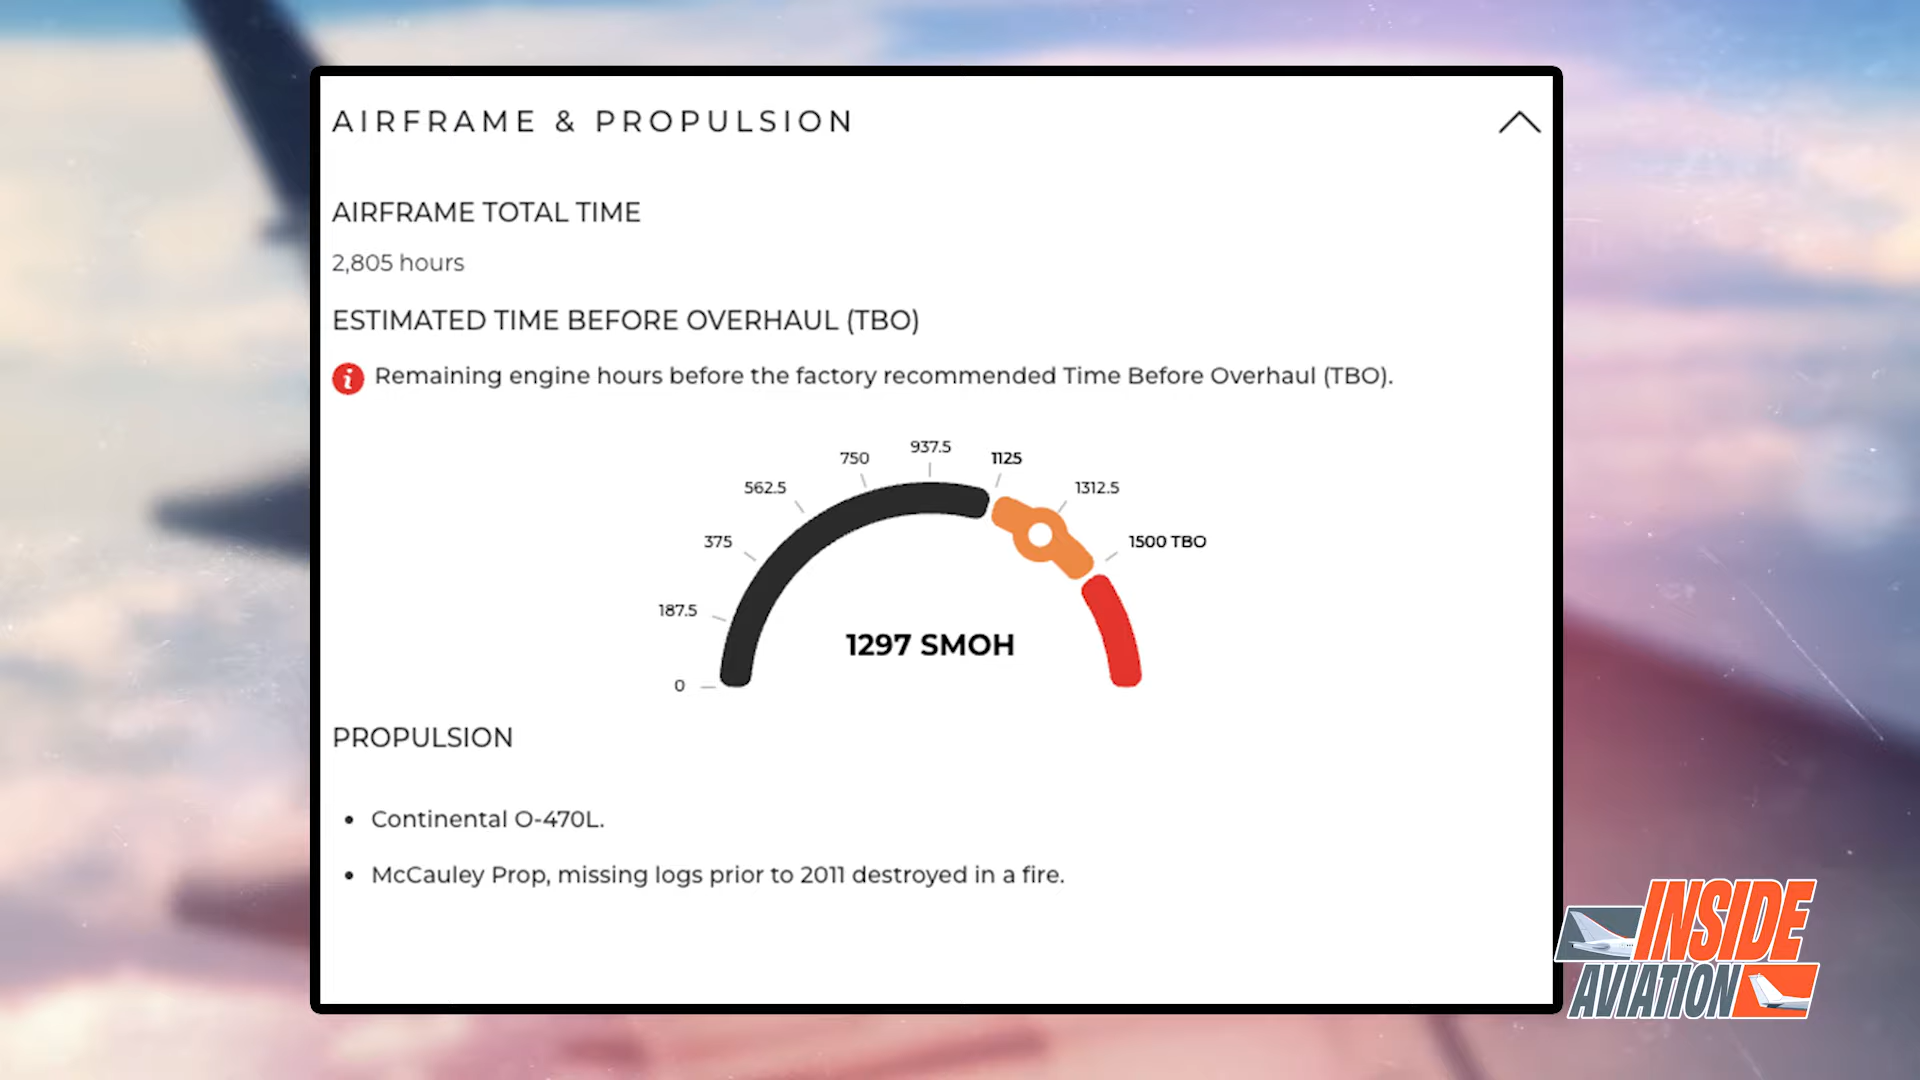 AIRFRAME & PROPULSION
AIRFRAME TOTAL TIME
2,805 hours
ESTIMATED TIME BEFORE OVERHAUL (TBO)
i Remaining engine hours before the factory recommended Time Before Overhaul (TBO).
0
187.5
375
562.5
750
937.5
1125
1312.5
1500 TBO
1297 SMOH
PROPULSION
• Continental O-470L.
• McCauley Prop, missing logs prior to 2011 destroyed in a fire.
INSIDE
AVIATION